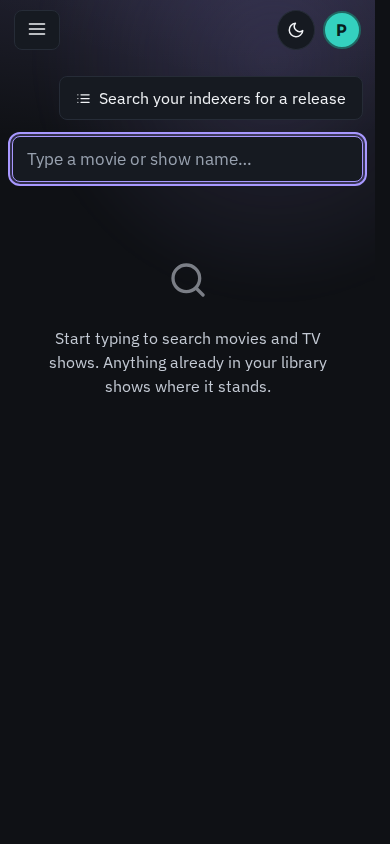 P
Search your indexers for a release
Type a movie or show name...
Start typing to search movies and TV
shows. Anything already in your library
shows where it stands.